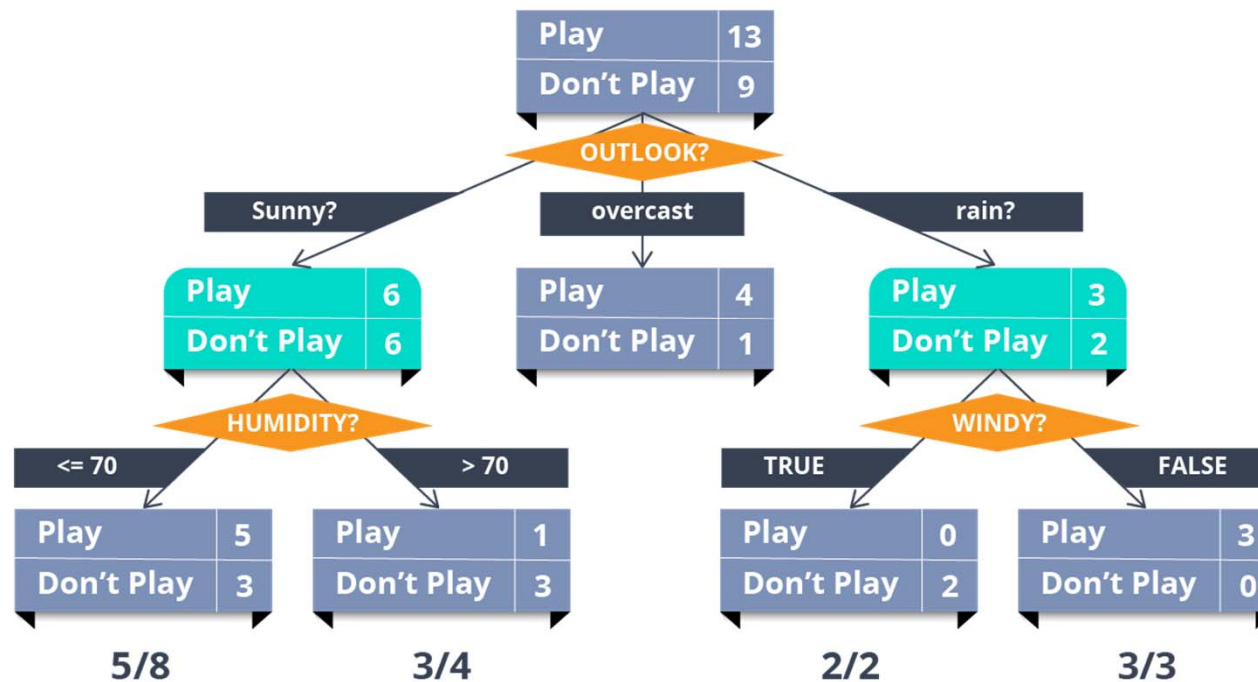 Play 13
Don't Play 9
OUTLOOK?
Sunny? overcast rain?
Play 6 Play 4 Play 3
Don't Play 6 Don't Play 1 Don't Play 2
HUMIDITY? WINDY?
<= 70 > 70 TRUE FALSE
Play 5 Play 1 Play 0 Play 3
Don't Play 3 Don't Play 3 Don't Play 2 Don't Play 0
5/8 3/4 2/2 3/3